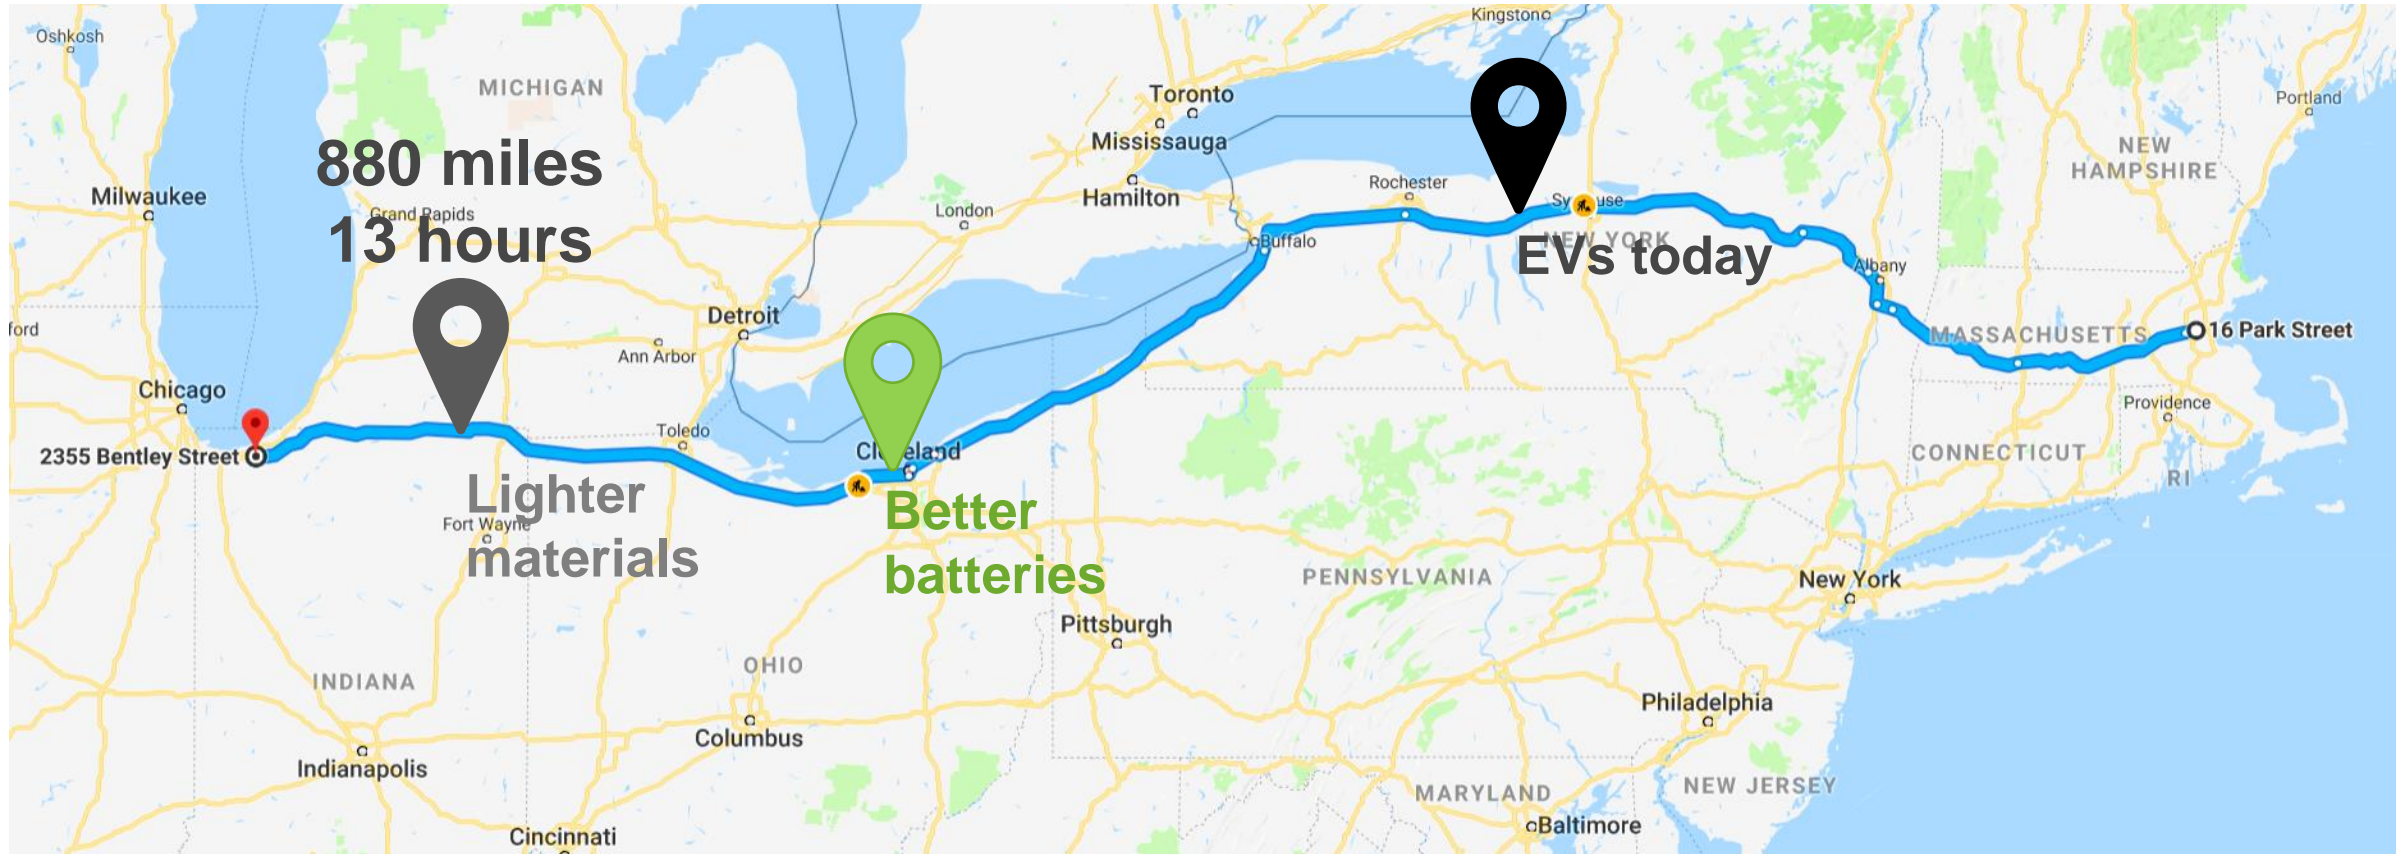 Kingston
Oshkosh
MICHIGAN
Toronto
Portland
Mississauga
NEW
HAMPSHIRE
880 miles
13 hours
Milwaukee
Grand Rapids
Hamilton
London
Rochester
Buffalo
NEW YORK
EVs today
Albany
Detroit
ford
Ann Arbor
MASSACHUSETTS
16 Park Street
Chicago
Providence
2355 Bentley Street
Toledo
CONNECTICUT
RI
Lighter
materials
Fort Wayne
Better
batteries
PENNSYLVANIA
New York
Pittsburgh
OHIO
INDIANA
Philadelphia
Columbus
Indianapolis
NEW JERSEY
MARYLAND
Baltimore
Cincinnati